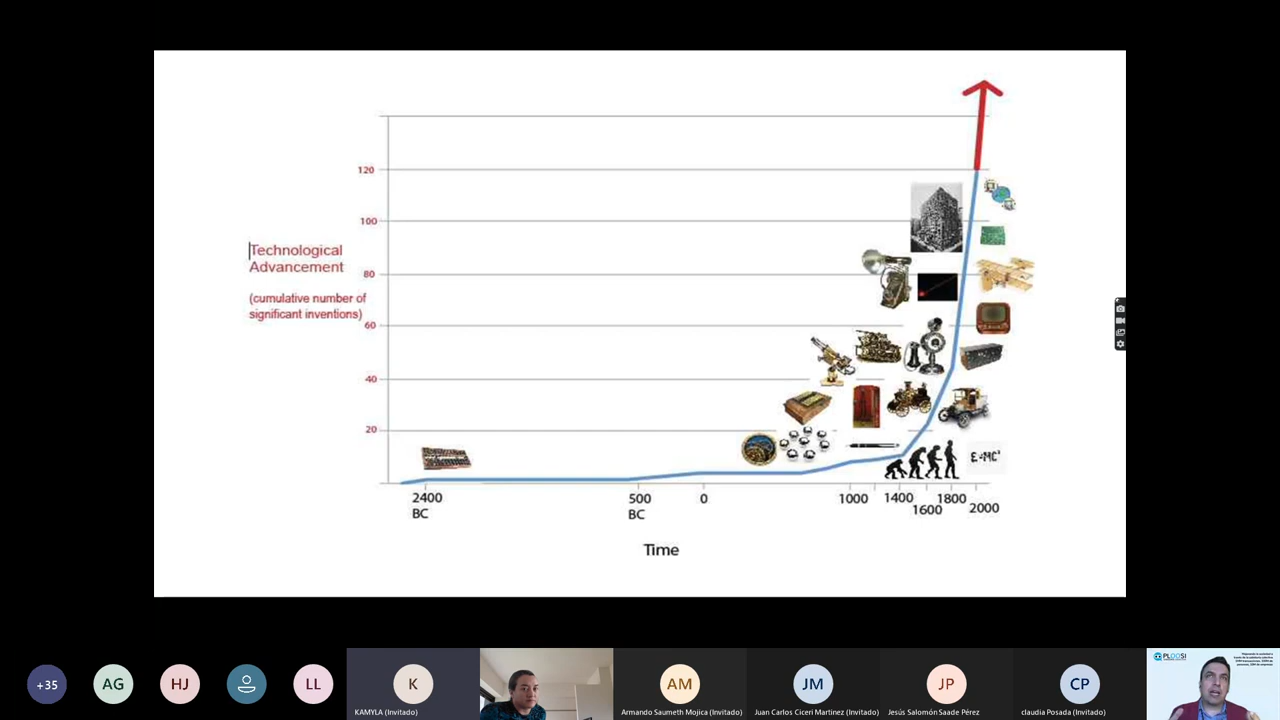 120
100
Technological
Advancement
80
(cumulative number of
significant inventions)
60
40
20
E=MC²
2400
BC
500
BC
0
1000
1400
1600
1800
2000
Time
+35
AG
HJ
LL
K
KAMYLA (Invitado)
AM
Armando Saumeth Mojica (Invitado)
JM
Juan Carlos Ciceri Martinez (Invitado)
JP
Jesús Salomón Saade Pérez
CP
claudia Posada (Invitado)